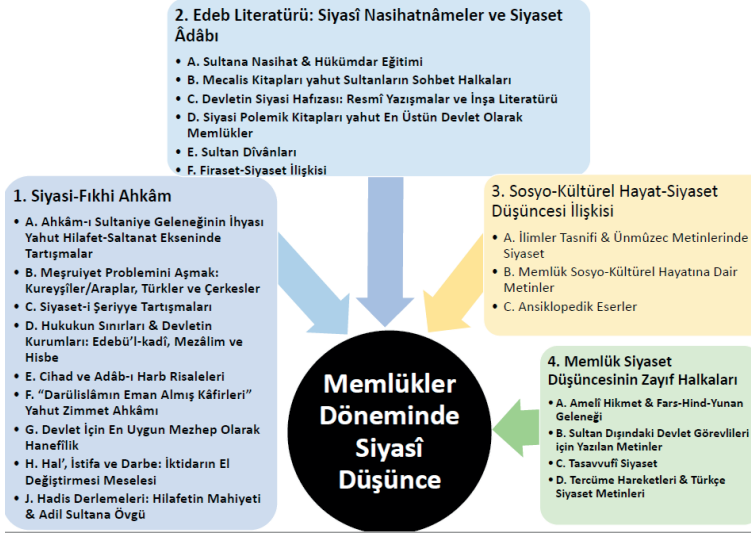 2. Edeb Literatürü: Siyasî Nasihatnâmeler ve Siyaset
Âdâbı
• A. Sultana Nasihat & Hükümdar Eğitimi
• B. Mecalis Kitapları yahut Sultanların Sohbet Halkaları
• C. Devletin Siyasi Hafızası: Resmî Yazışmalar ve İnşa Literatürü
• D. Siyasi Polemik Kitapları yahut En Üstün Devlet Olarak
Memlükler
• E. Sultan Dîvânları
• F. Firaset-Siyaset İlişkisi
1. Siyasi-Fıkhi Ahkâm
• A. Ahkâm-ı Sultaniye Geleneğinin İhyası
Yahut Hilafet-Saltanat Ekseninde
Tartışmalar
• B. Meşruiyet Problemini Aşmak:
Kureyşîler/Araplar, Türkler ve Çerkesler
• C. Siyaset-i Şeriyye Tartışmaları
• D. Hukukun Sınırları & Devletin
Kurumları: Edebü'l-kadî, Mezâlim ve
Hisbe
• E. Cihad ve Adâb-ı Harb Risaleleri
• F. “Darülislâmın Eman Almış Kâfirleri”
Yahut Zimmet Ahkâmı
• G. Devlet İçin En Uygun Mezhep Olarak
Hanefîlik
• H. Hal', İstifa ve Darbe: İktidarın El
Değiştirmesi Meselesi
• J. Hadis Derlemeleri: Hilafetin Mahiyeti
& Adil Sultana Övgü
3. Sosyo-Kültürel Hayat-Siyaset
Düşüncesi İlişkisi
• A. İlimler Tasnifi & Ünmûzec Metinlerinde
Siyaset
• B. Memlük Sosyo-Kültürel Hayatına Dair
Metinler
• C. Ansiklopedik Eserler
4. Memlük Siyaset
Düşüncesinin Zayıf Halkaları
• A. Amelî Hikmet & Fars-Hind-Yunan
Geleneği
• B. Sultan Dışındaki Devlet Görevlileri
için Yazılan Metinler
• C. Tasavvufî Siyaset
• D. Tercüme Hareketleri & Türkçe
Siyaset Metinleri
Memlükler
Döneminde
Siyasî
Düşünce